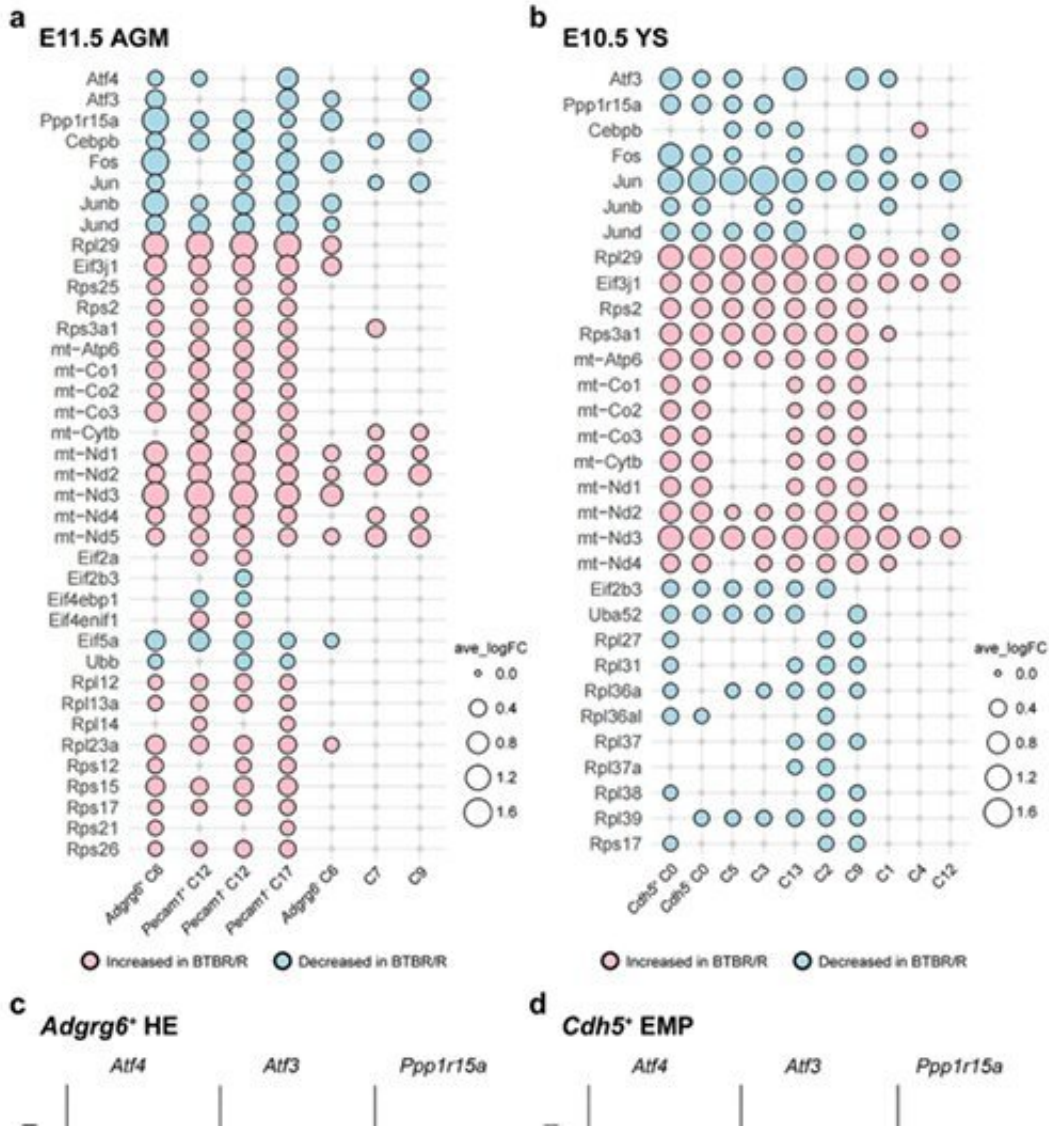 a
E11.5 AGM
Atf4
Atf3
Ppp1r15a
Cebpb
Fos
Jun
Junb
Jund
Rpl29
Eif3j1
Rps25
Rps2
Rps3a1
mt-Atp6
mt-Co1
mt-Co2
mt-Co3
mt-Cytb
mt-Nd1
mt-Nd2
mt-Nd3
mt-Nd4
mt-Nd5
Eif2a
Eif2b3
Eif4ebp1
Eif4enif1
Eif5a
Ubb
Rpl12
Rpl13a
Rpl14
Rpl23a
Rps12
Rps15
Rps17
Rps21
Rps26
Adgrg6⁺ C6
Pecam1⁺ C12
Pecam1⁻ C12
Pecam1⁻ C17
Adgrg6⁻ C6
C7
C9
ave_logFC
0.0
0.4
0.8
1.2
1.6
Increased in BTBR/R
Decreased in BTBR/R
b
E10.5 YS
Atf3
Ppp1r15a
Cebpb
Fos
Jun
Junb
Jund
Rpl29
Eif3j1
Rps2
Rps3a1
mt-Atp6
mt-Co1
mt-Co2
mt-Co3
mt-Cytb
mt-Nd1
mt-Nd2
mt-Nd3
mt-Nd4
Eif2b3
Uba52
Rpl27
Rpl31
Rpl36a
Rpl36al
Rpl37
Rpl37a
Rpl38
Rpl39
Rps17
Cdh5⁺ C0
Cdh5⁻ C0
C5
C3
C13
C2
C9
C1
C4
C12
ave_logFC
0.0
0.4
0.8
1.2
1.6
Increased in BTBR/R
Decreased in BTBR/R
c
Adgrg6⁺ HE
Atf4 Atf3 Ppp1r15a
d
Cdh5⁺ EMP
Atf4 Atf3 Ppp1r15a